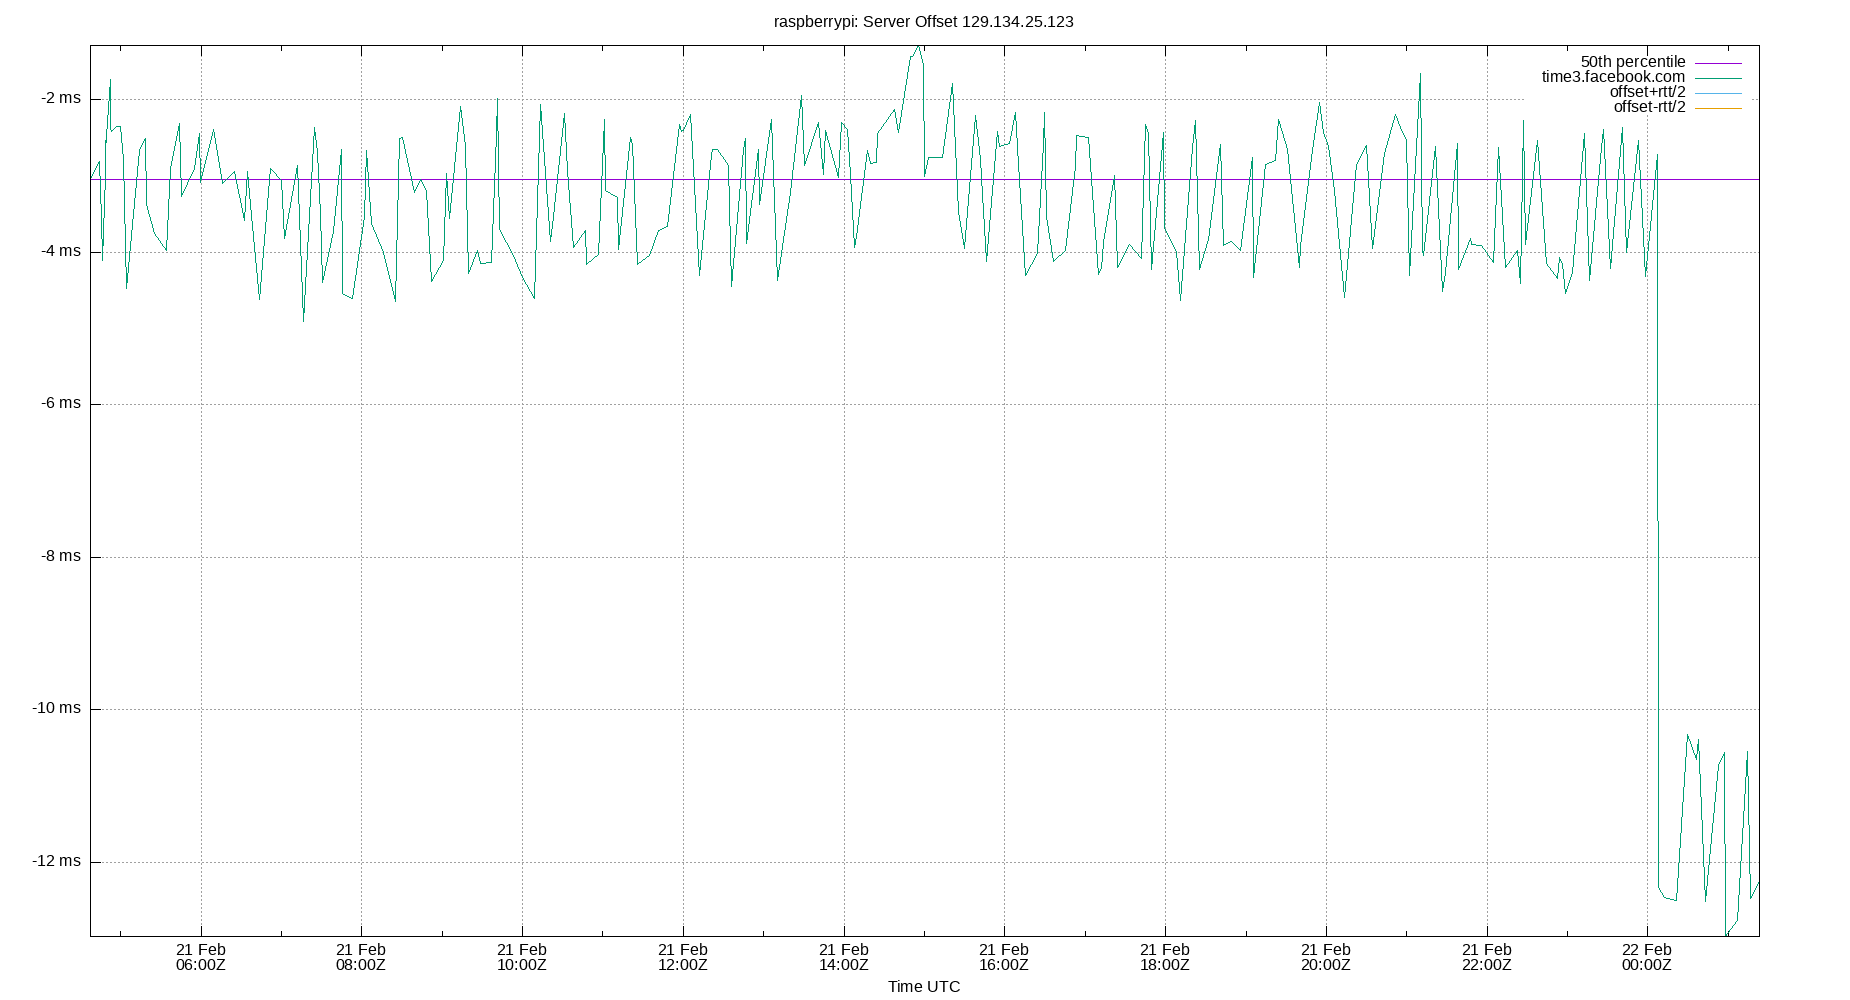 raspberrypi: Server Offset 129.134.25.123
50th percentile
time3.facebook.com
offset+rtt/2
offset-rtt/2
-2 ms
-4 ms
-6 ms
-8 ms
-10 ms
-12 ms
21 Feb 21 Feb 21 Feb 21 Feb 21 Feb 21 Feb 21 Feb 21 Feb 21 Feb 22 Feb
06:00Z 08:00Z 10:00Z 12:00Z 14:00Z 16:00Z 18:00Z 20:00Z 22:00Z 00:00Z
Time UTC